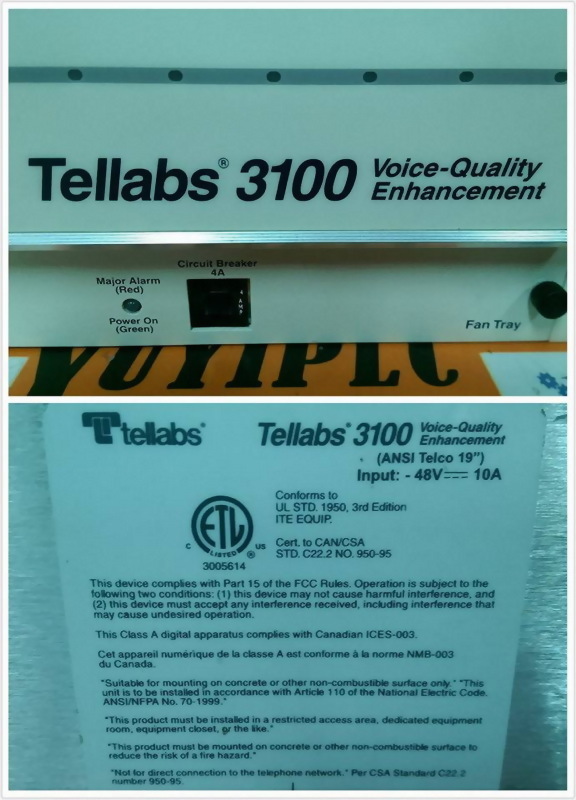 Tellabs® 3100 Voice-Quality
Enhancement
Circuit Breaker
4A
Major Alarm
(Red)
Power On
(Green)
4 AMP
Fan Tray
YUYIPLC
tellabs®
Tellabs® 3100 Voice-Quality
Enhancement
(ANSI Telco 19")
Input: - 48V 10A
Conforms to
UL STD. 1950, 3rd Edition
ITE EQUIP.
ETL
C LISTED US
3005614
Cert. to CAN/CSA
STD. C22.2 NO. 950-95
This device complies with Part 15 of the FCC Rules. Operation is subject to the
following two conditions: (1) this device may not cause harmful interference, and
(2) this device must accept any interference received, including interference that
may cause undesired operation.
This Class A digital apparatus complies with Canadian ICES-003.
Cet appareil numérique de la classe A est conforme à la norme NMB-003
du Canada.
"Suitable for mounting on concrete or other non-combustible surface only." "This
unit is to be installed in accordance with Article 110 of the National Electric Code.
ANSI/NFPA No. 70-1999."
"This product must be installed in a restricted access area, dedicated equipment
room, equipment closet, or the like."
"This product must be mounted on concrete or other non-combustible surface to
reduce the risk of a fire hazard."
"Not for direct connection to the telephone network." Per CSA Standard C22.2
number 950-95.